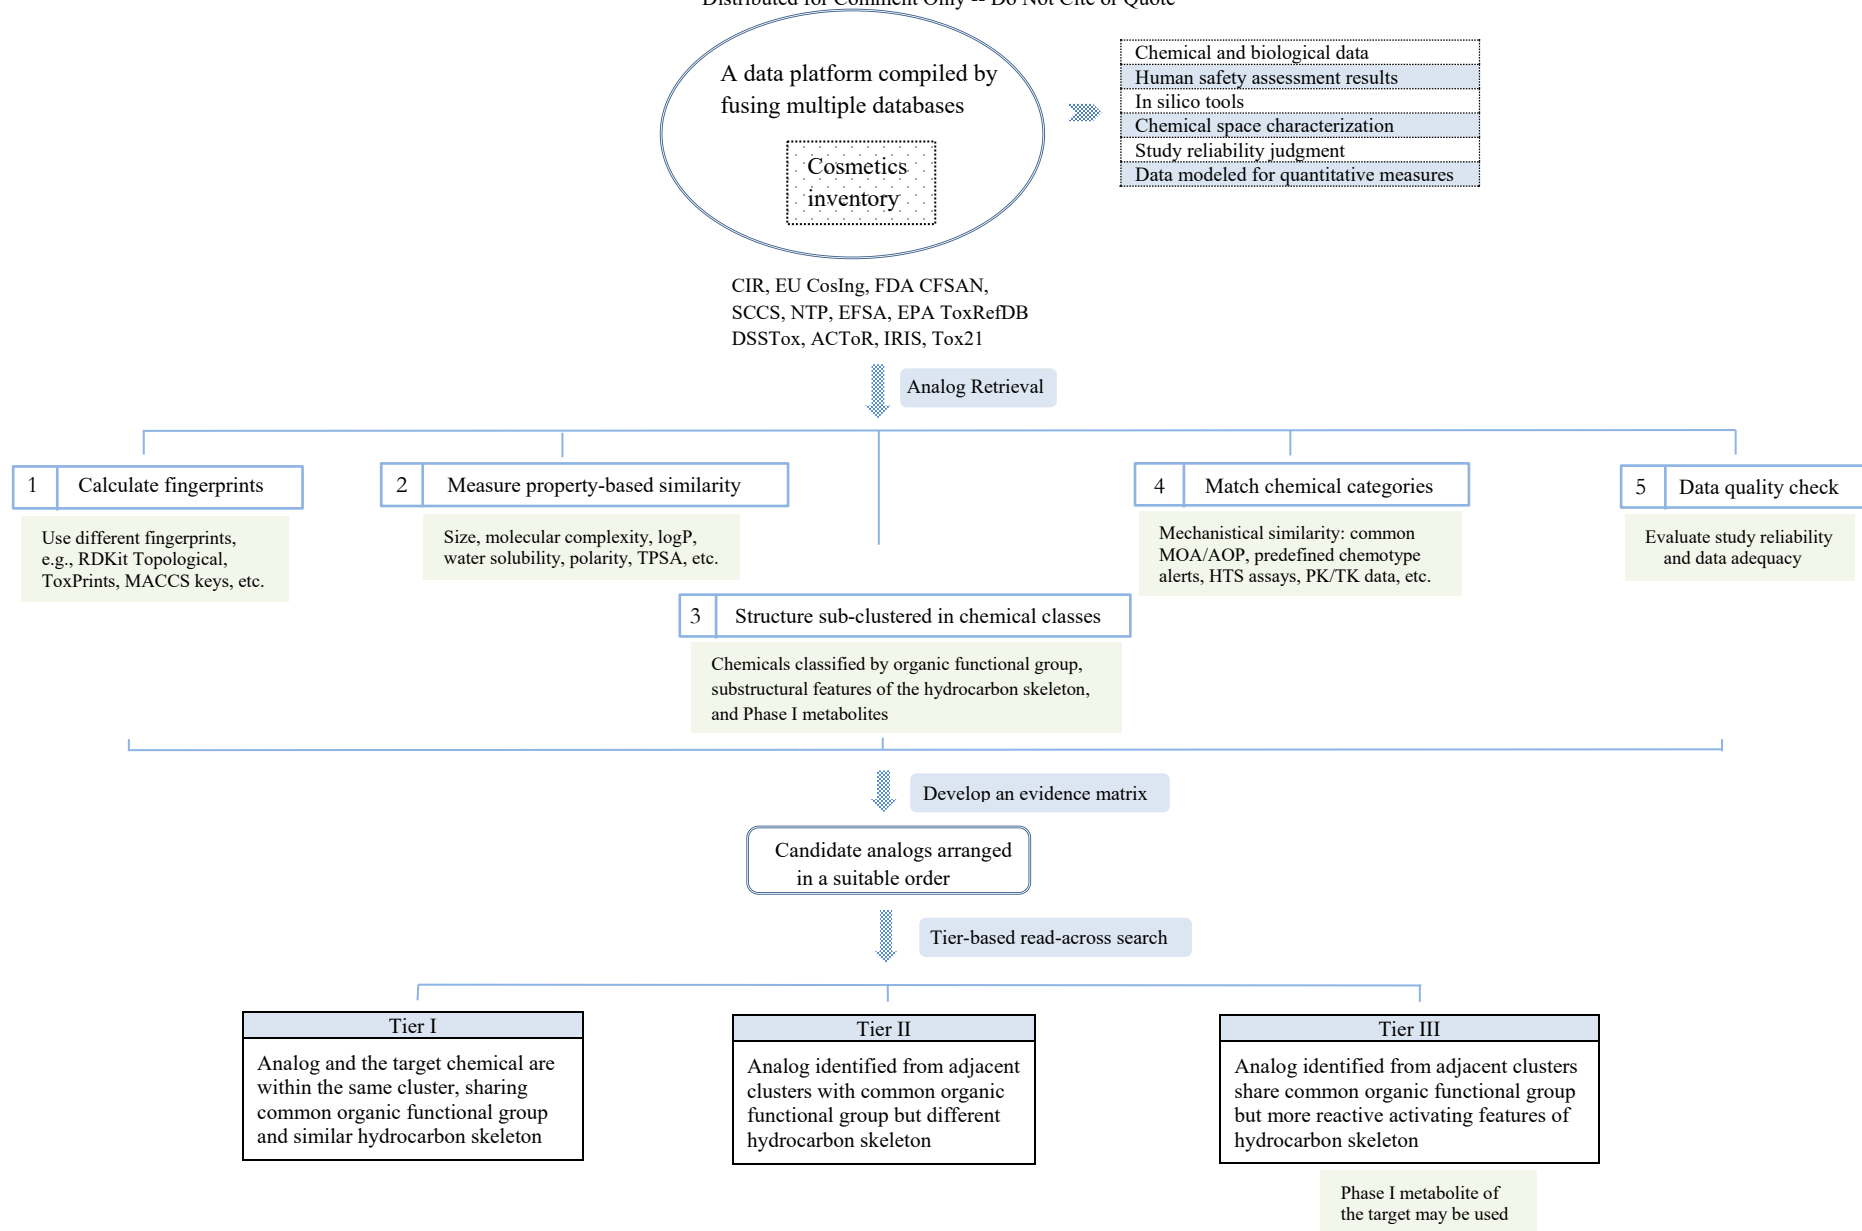 Distributed for Comment Only -- Do Not Cite or Quote
A data platform compiled by
fusing multiple databases
Cosmetics
inventory
Chemical and biological data
Human safety assessment results
In silico tools
Chemical space characterization
Study reliability judgment
Data modeled for quantitative measures
CIR, EU CosIng, FDA CFSAN,
SCCS, NTP, EFSA, EPA ToxRefDB
DSSTox, ACToR, IRIS, Tox21
Analog Retrieval
1 Calculate fingerprints
Use different fingerprints,
e.g., RDKit Topological,
ToxPrints, MACCS keys, etc.
2 Measure property-based similarity
Size, molecular complexity, logP,
water solubility, polarity, TPSA, etc.
3 Structure sub-clustered in chemical classes
Chemicals classified by organic functional group,
substructural features of the hydrocarbon skeleton,
and Phase I metabolites
4 Match chemical categories
Mechanistical similarity: common
MOA/AOP, predefined chemotype
alerts, HTS assays, PK/TK data, etc.
5 Data quality check
Evaluate study reliability
and data adequacy
Develop an evidence matrix
Candidate analogs arranged
in a suitable order
Tier-based read-across search
Tier I
Analog and the target chemical are
within the same cluster, sharing
common organic functional group
and similar hydrocarbon skeleton
Tier II
Analog identified from adjacent
clusters with common organic
functional group but different
hydrocarbon skeleton
Tier III
Analog identified from adjacent clusters
share common organic functional group
but more reactive activating features of
hydrocarbon skeleton
Phase I metabolite of
the target may be used